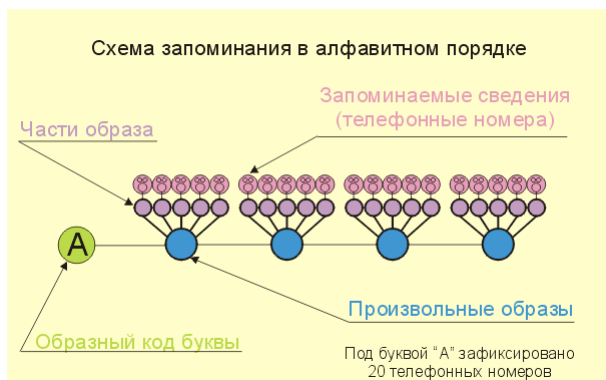 Схема запоминания в алфавитном порядке
Запоминаемые сведения
(телефонные номера)
Части образа
А
Произвольные образы
Образный код буквы
Под буквой “А” зафиксировано
20 телефонных номеров